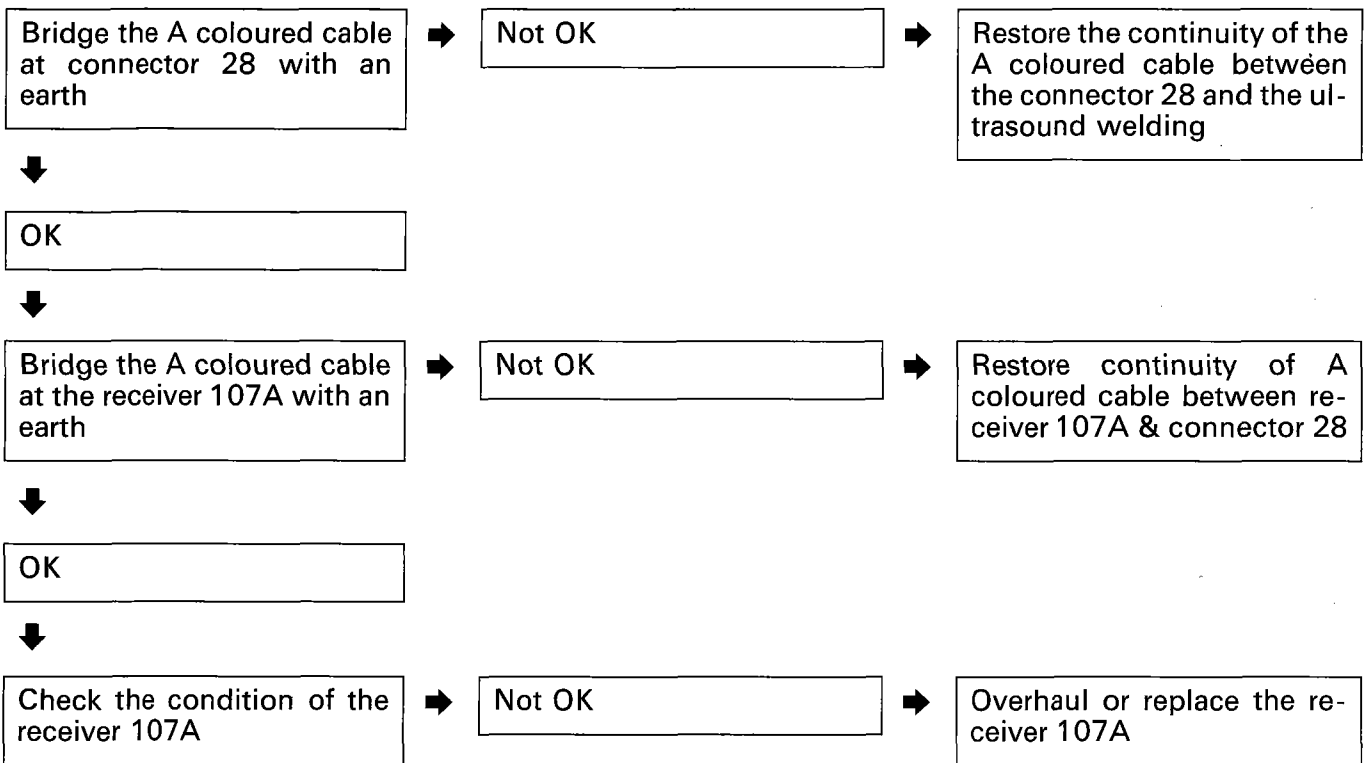 Bridge the A coloured cable
at connector 28 with an
earth
Not OK
Restore the continuity of the
A coloured cable between
the connector 28 and the ul-
trasound welding
OK
Bridge the A coloured cable
at the receiver 107A with an
earth
Not OK
Restore continuity of A
coloured cable between re-
ceiver 107A & connector 28
OK
Check the condition of the
receiver 107A
Not OK
Overhaul or replace the re-
ceiver 107A